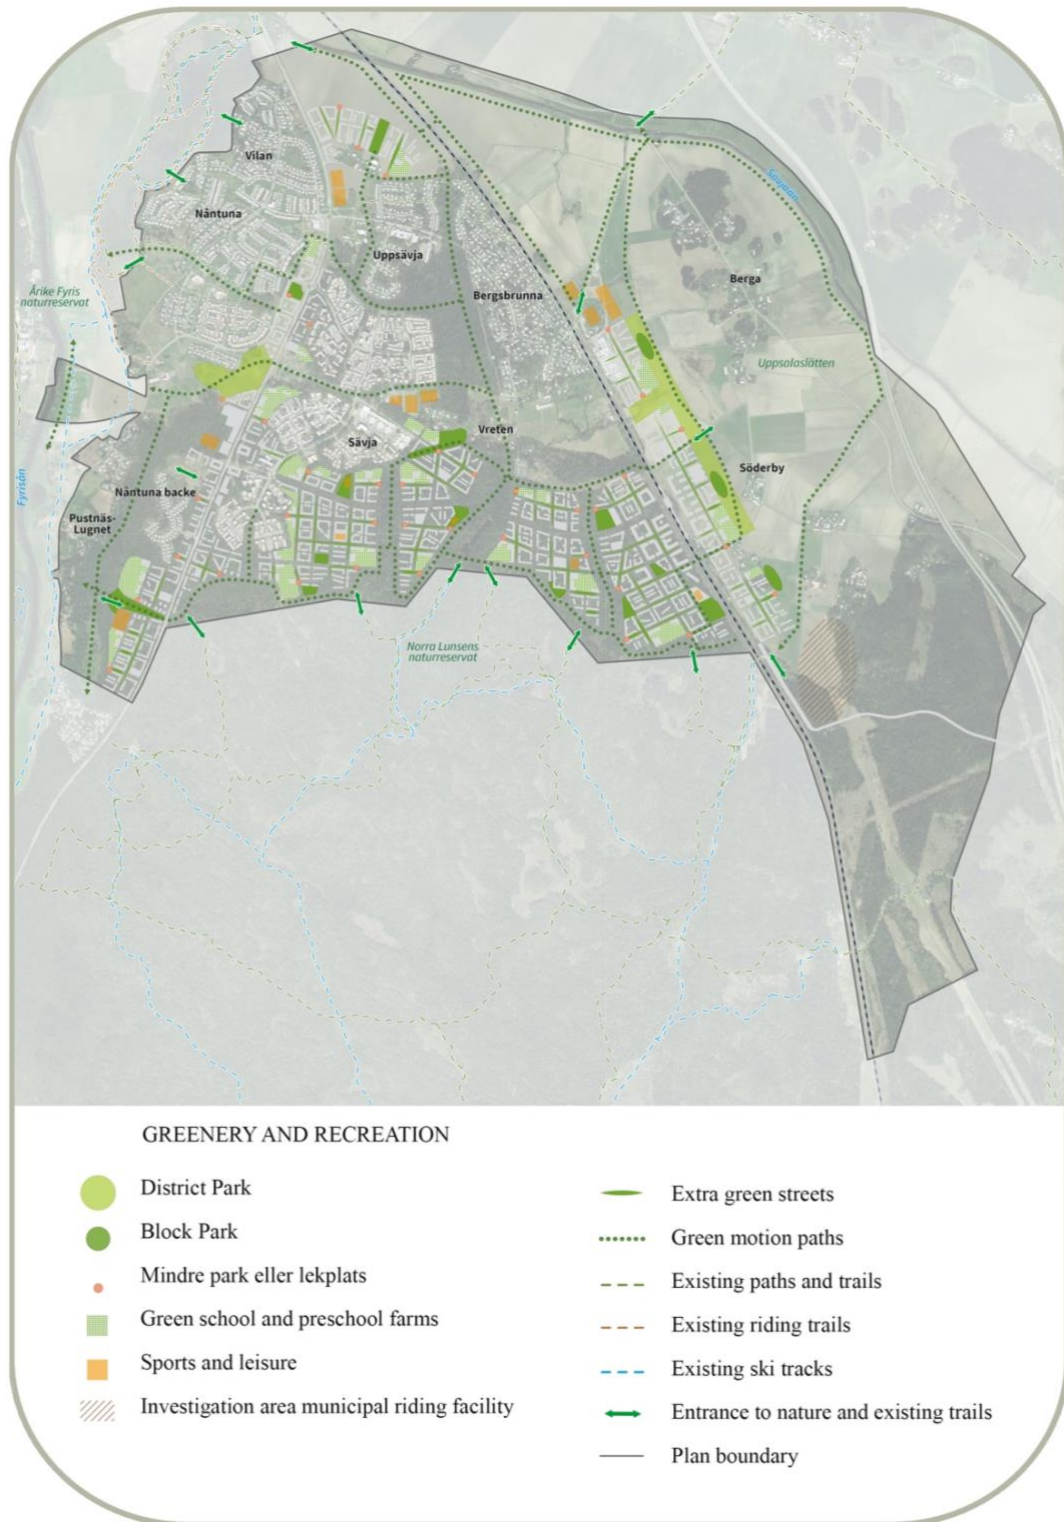 Vilan
Nåntuna
Uppsävja
Bergsbrunna
Sävjaån
Berga
Årike Fyris
naturreservat
Uppsalaslätten
Fyrisån
Vreten
Sävja
Söderby
Nåntuna backe
Pustnäs-
Lugnet
Norra Lunsens
naturreservat
GREENERY AND RECREATION
District Park
Block Park
Mindre park eller lekplats
Green school and preschool farms
Sports and leisure
Investigation area municipal riding facility
Extra green streets
Green motion paths
Existing paths and trails
Existing riding trails
Existing ski tracks
Entrance to nature and existing trails
Plan boundary